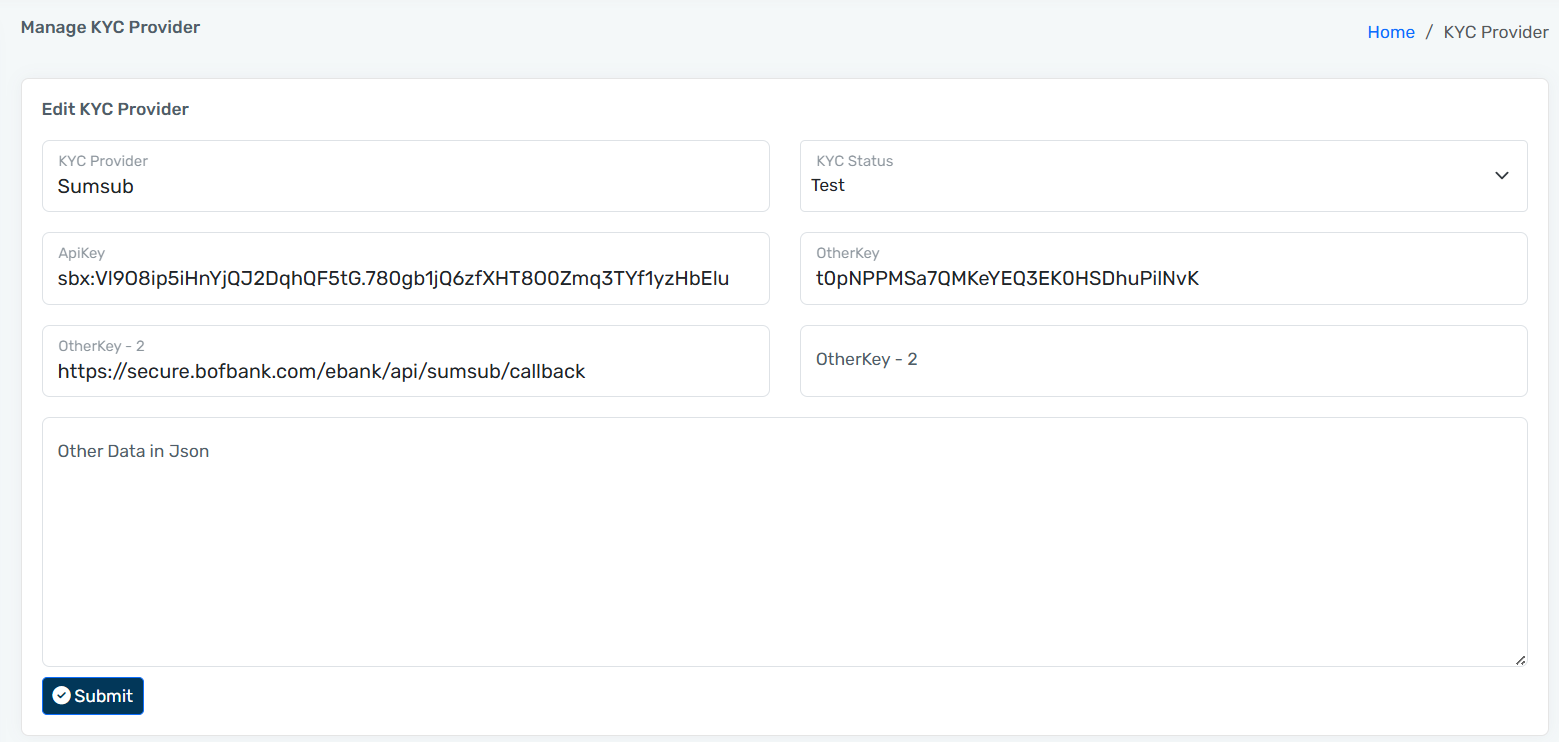 Manage KYC Provider
Home / KYC Provider
Edit KYC Provider
KYC Provider
Sumsub
KYC Status
Test
ApiKey
sbx:Vl9O8ip5iHnYjQJ2DqhQF5tG.780gb1jQ6zfXHT8O0Zmq3TYf1yzHbElu
OtherKey
t0pNPPMSa7QMKeYEQ3EK0HSDhuPilNvK
OtherKey - 2
https://secure.bofbank.com/ebank/api/sumsub/callback
OtherKey - 2
Other Data in Json
Submit